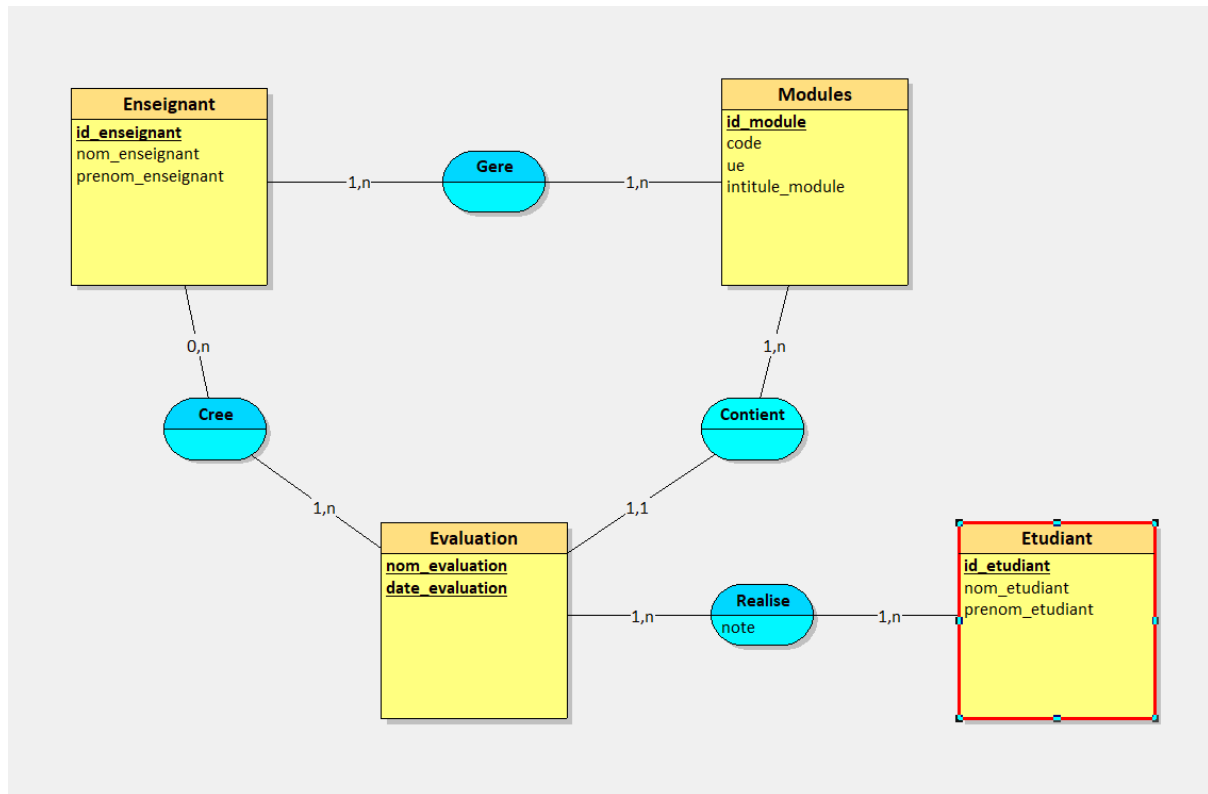 Enseignant
id_enseignant
nom_enseignant
prenom_enseignant
1,n
Gere
1,n
Modules
id_module
code
ue
intitule_module
0,n
1,n
Cree
Contient
1,n
1,1
Evaluation
nom_evaluation
date_evaluation
1,n
Realise
note
1,n
Etudiant
id_etudiant
nom_etudiant
prenom_etudiant